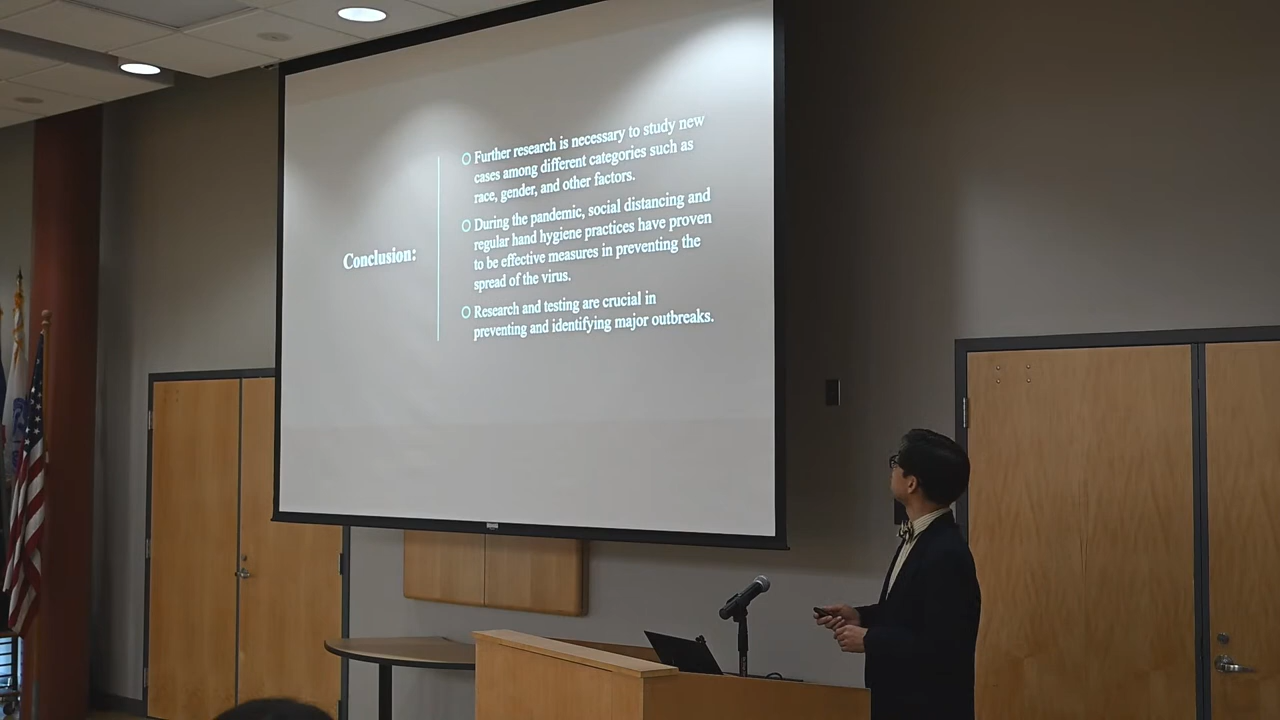 Conclusion:
Further research is necessary to study new
cases among different categories such as
race, gender, and other factors.
During the pandemic, social distancing and
regular hand hygiene practices have proven
to be effective measures in preventing the
spread of the virus.
Research and testing are crucial in
preventing and identifying major outbreaks.